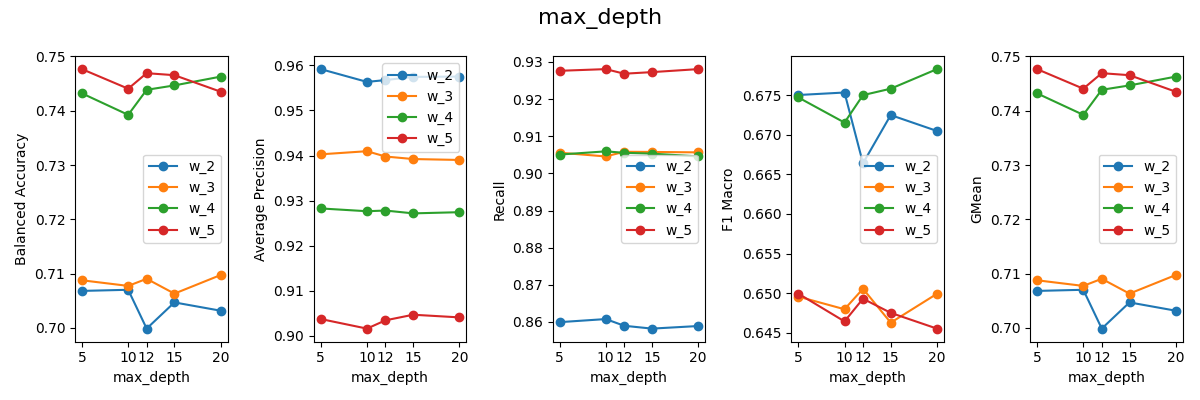 max_depth
Balanced Accuracy
0.75
0.74
0.73
0.72
0.71
0.70
w_2
w_3
w_4
w_5
5 10 12 15 20
max_depth
Average Precision
0.96
0.95
0.94
0.93
0.92
0.91
0.90
w_2
w_3
w_4
w_5
5 10 12 15 20
max_depth
Recall
0.93
0.92
0.91
0.90
0.89
0.88
0.87
0.86
w_2
w_3
w_4
w_5
5 10 12 15 20
max_depth
F1 Macro
0.675
0.670
0.665
0.660
0.655
0.650
0.645
w_2
w_3
w_4
w_5
5 10 12 15 20
max_depth
GMean
0.75
0.74
0.73
0.72
0.71
0.70
w_2
w_3
w_4
w_5
5 10 12 15 20
max_depth